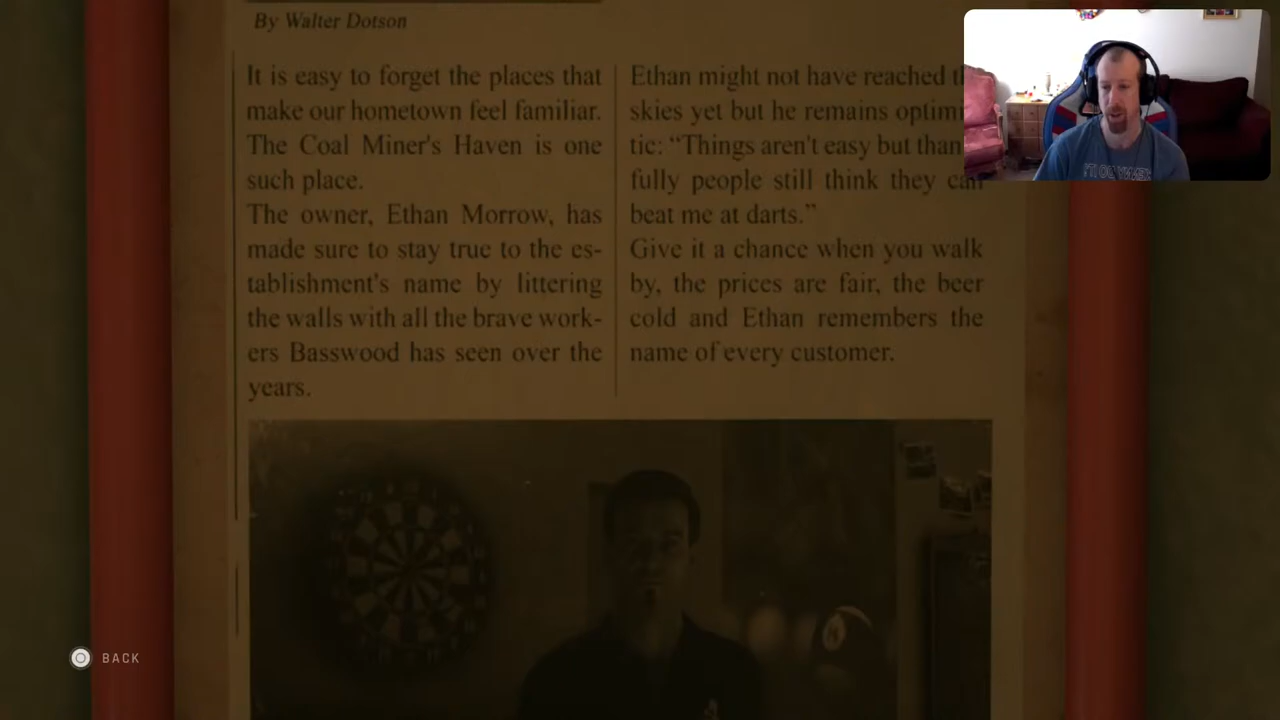 By Walter Dotson
It is easy to forget the places that
make our hometown feel familiar.
The Coal Miner's Haven is one
such place.
The owner, Ethan Morrow, has
made sure to stay true to the es-
tablishment's name by littering
the walls with all the brave work-
ers Basswood has seen over the
years.
Ethan might not have reached
skies yet but he remains optim
tic: “Things aren't easy but than
fully people still think they can
beat me at darts.”
Give it a chance when you walk
by, the prices are fair, the beer
cold and Ethan remembers the
name of every customer.
BACK